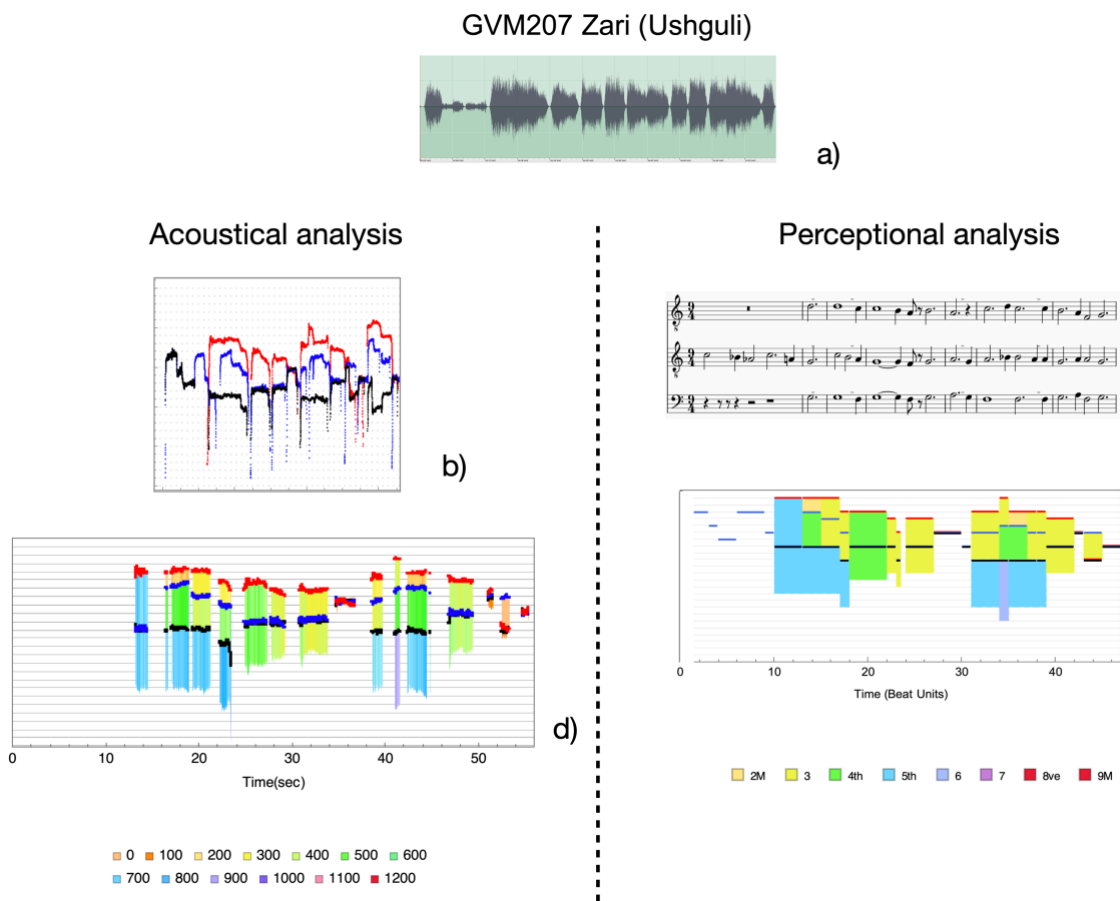 GVM207 Zari (Ushguli)
a)
Acoustical analysis
Perceptional analysis
b)
d)
0 10 20 30 40 50
Time(sec)
0 100 200 300 400 500 600
700 800 900 1000 1100 1200
0 10 20 30 40
Time (Beat Units)
2M 3 4th 5th 6 7 8ve 9M